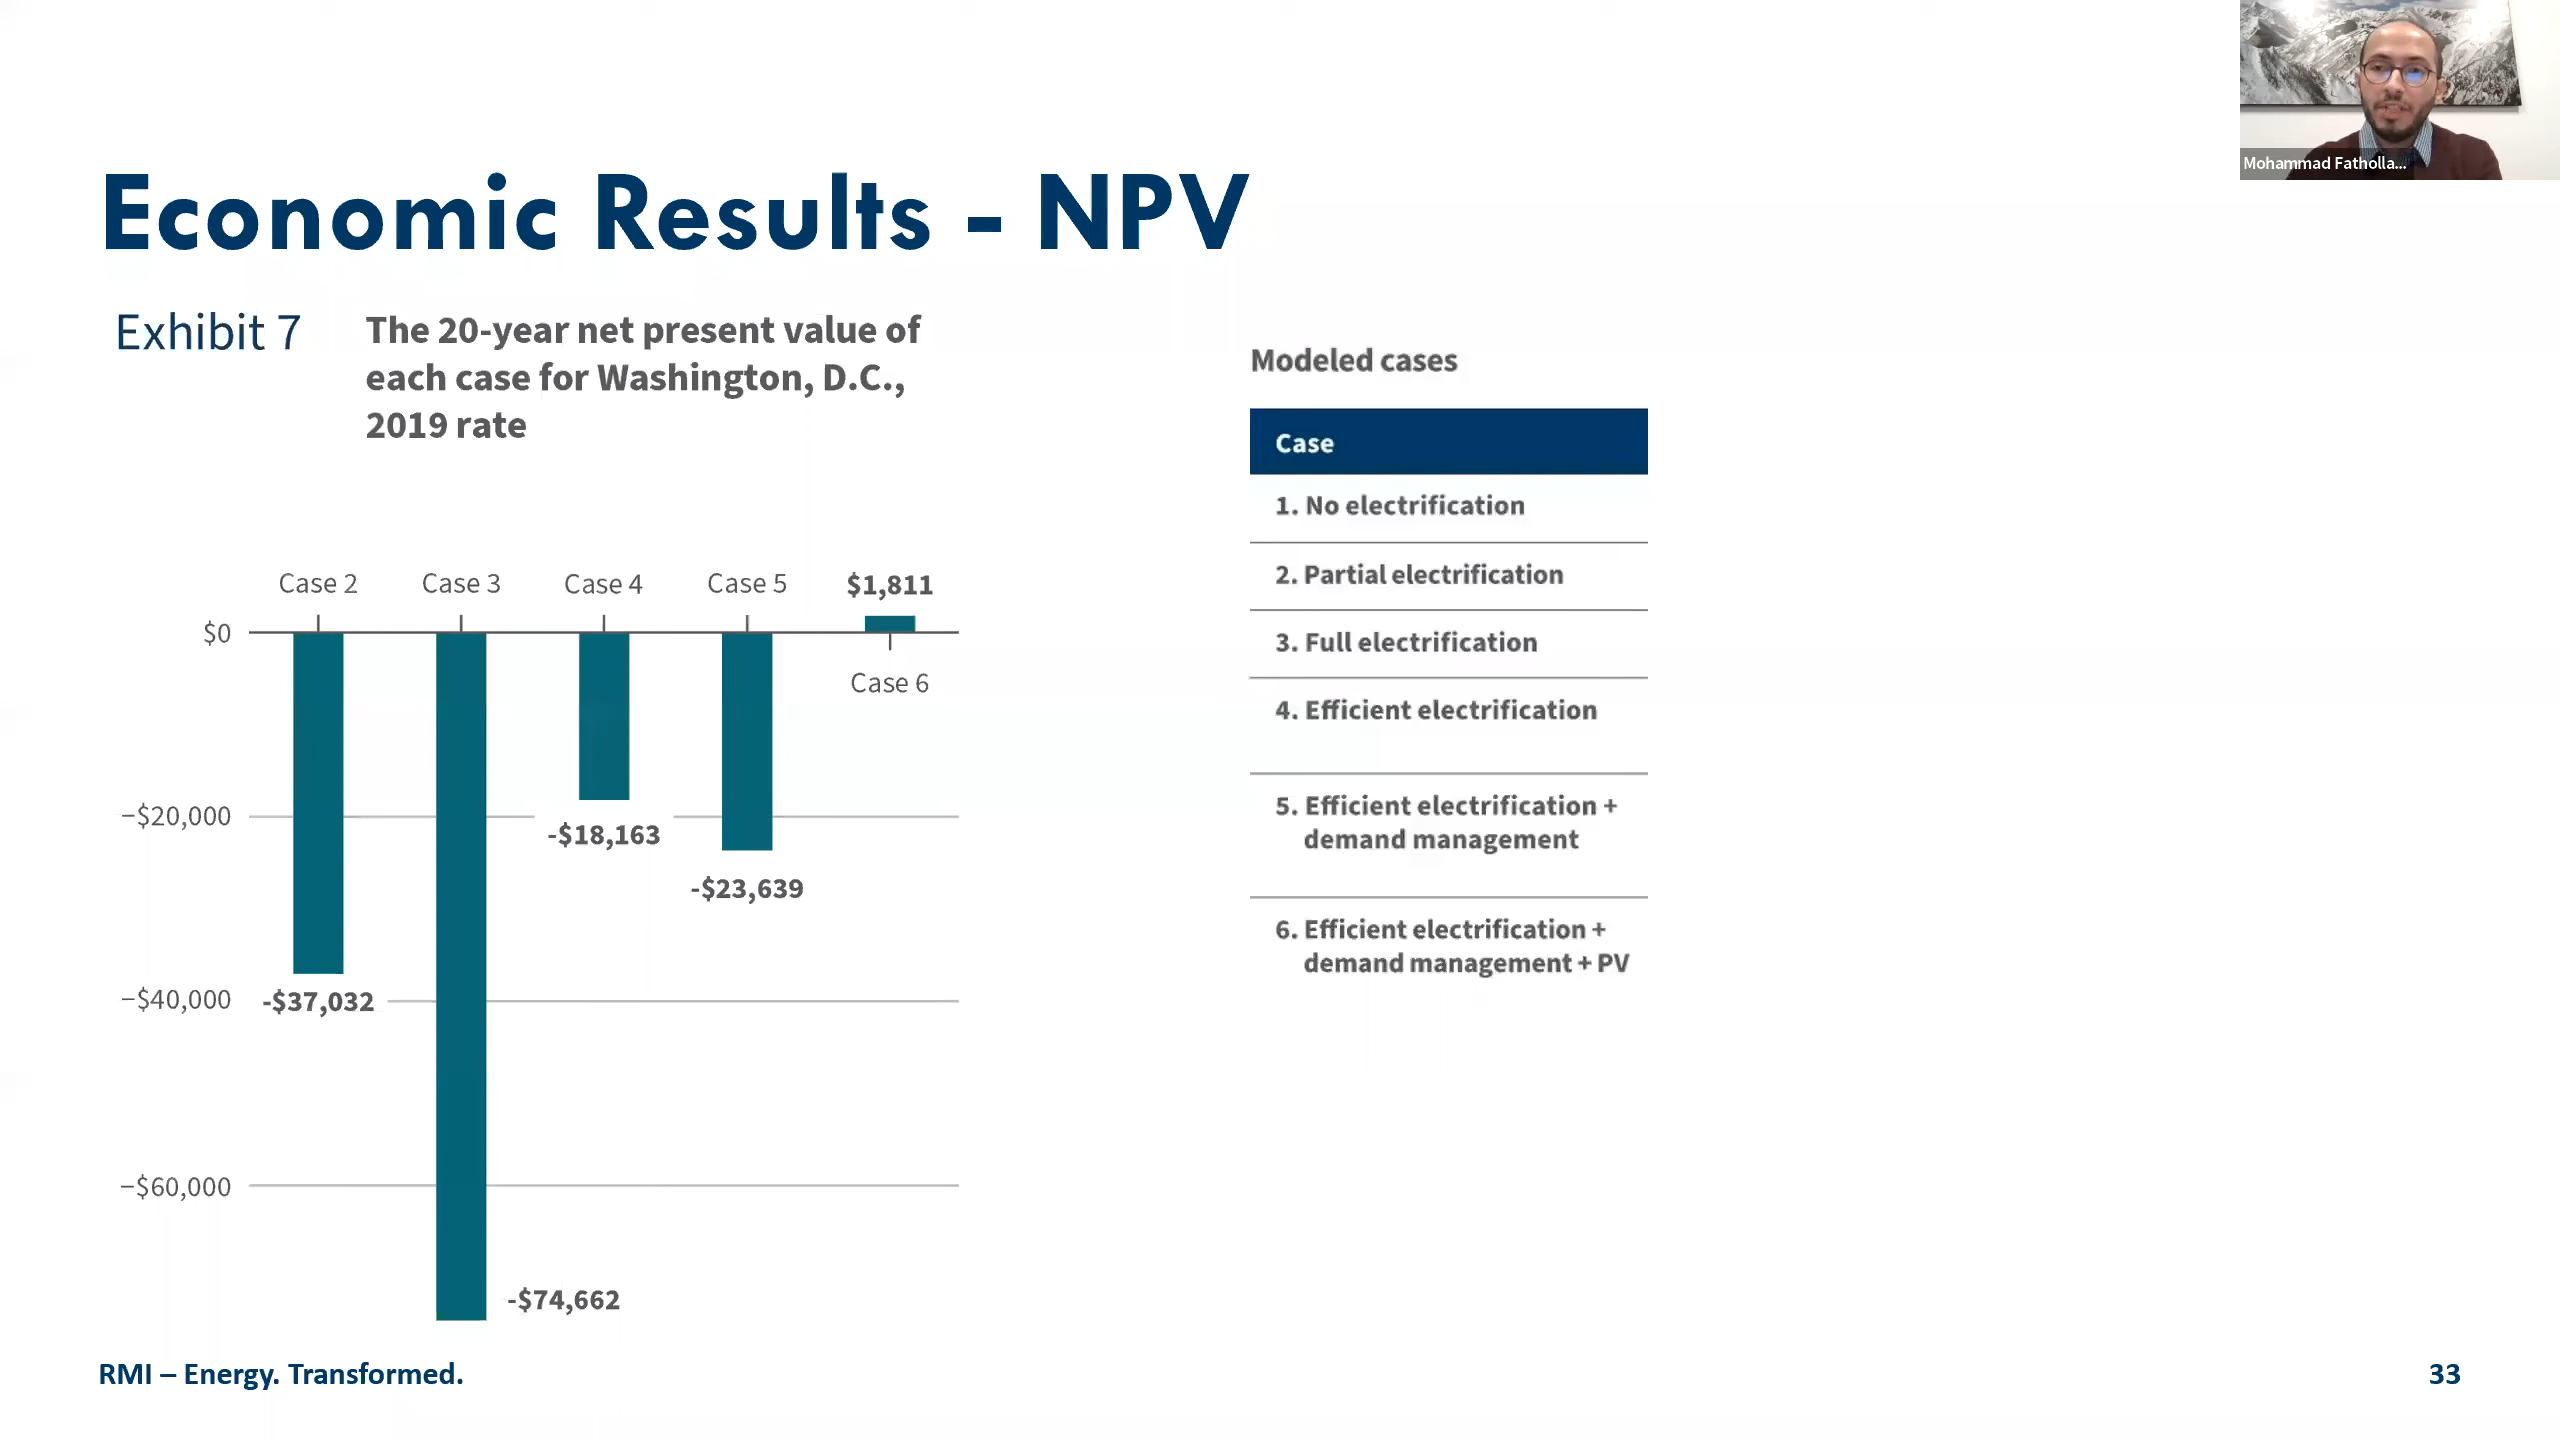 Mohammad Fatholla...
Economic Results - NPV
Exhibit 7
The 20-year net present value of
each case for Washington, D.C.,
2019 rate
Case 2
Case 3
Case 4
Case 5
$1,811
$0
Case 6
−$20,000
-$18,163
-$23,639
−$40,000
-$37,032
−$60,000
-$74,662
Modeled cases
Case
1. No electrification
2. Partial electrification
3. Full electrification
4. Efficient electrification
5. Efficient electrification +
demand management
6. Efficient electrification +
demand management + PV
RMI – Energy. Transformed.
33